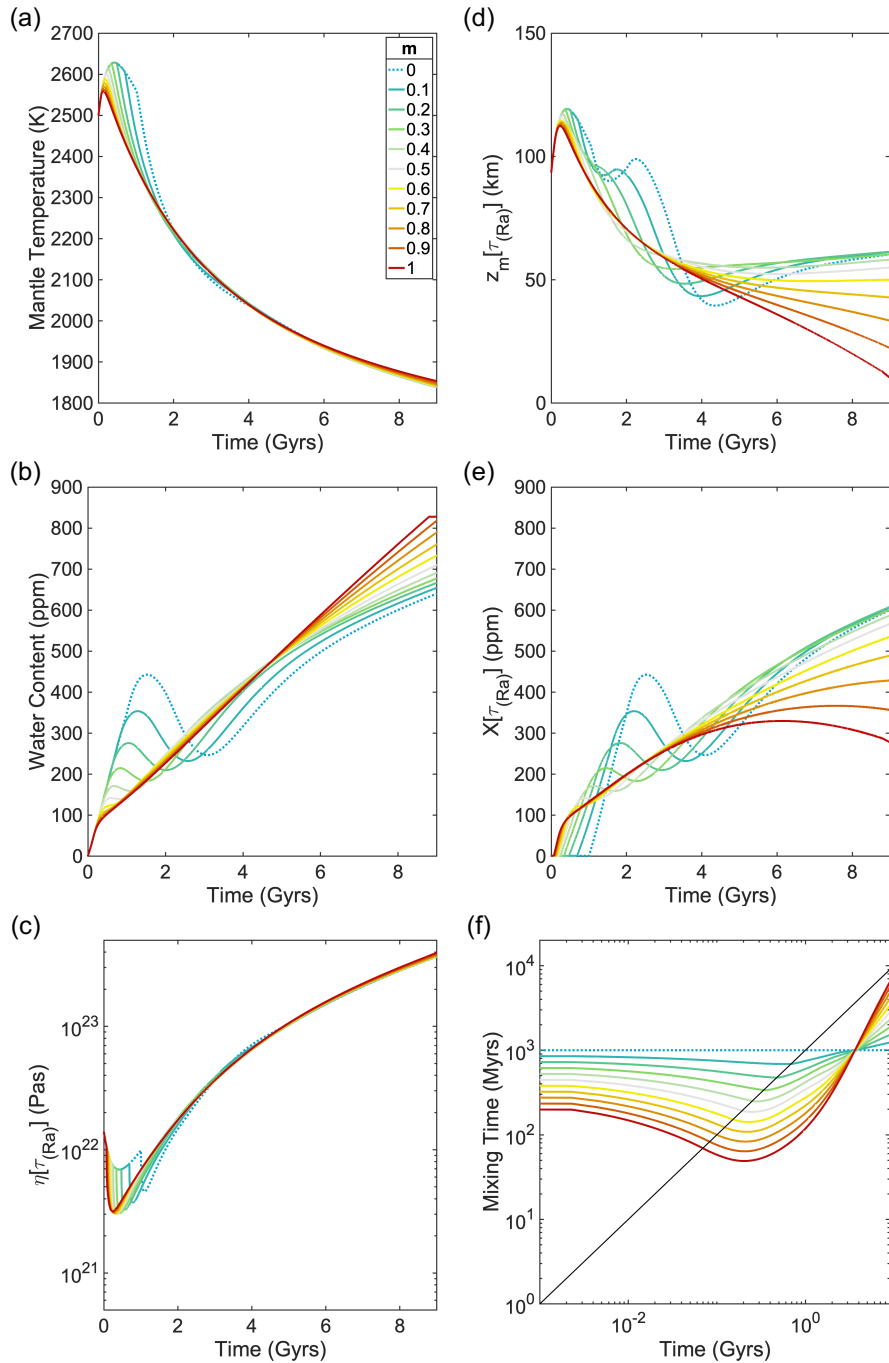 (a)
2700
2600
2500
2400
2300
2200
2100
2000
1900
1800
0 2 4 6 8
Mantle Temperature (K)
Time (Gyrs)
m
0
0.1
0.2
0.3
0.4
0.5
0.6
0.7
0.8
0.9
1
(d)
150
100
50
0
0 2 4 6 8
z_m[τ_(Ra)] (km)
Time (Gyrs)
(b)
900
800
700
600
500
400
300
200
100
0
0 2 4 6 8
Water Content (ppm)
Time (Gyrs)
(e)
900
800
700
600
500
400
300
200
100
0
0 2 4 6 8
X[τ_(Ra)] (ppm)
Time (Gyrs)
(c)
10^23
10^22
10^21
0 2 4 6 8
η[τ_(Ra)] (Pas)
Time (Gyrs)
(f)
10^4
10^3
10^2
10^1
10^0
10^-2 10^0
Mixing Time (Myrs)
Time (Gyrs)